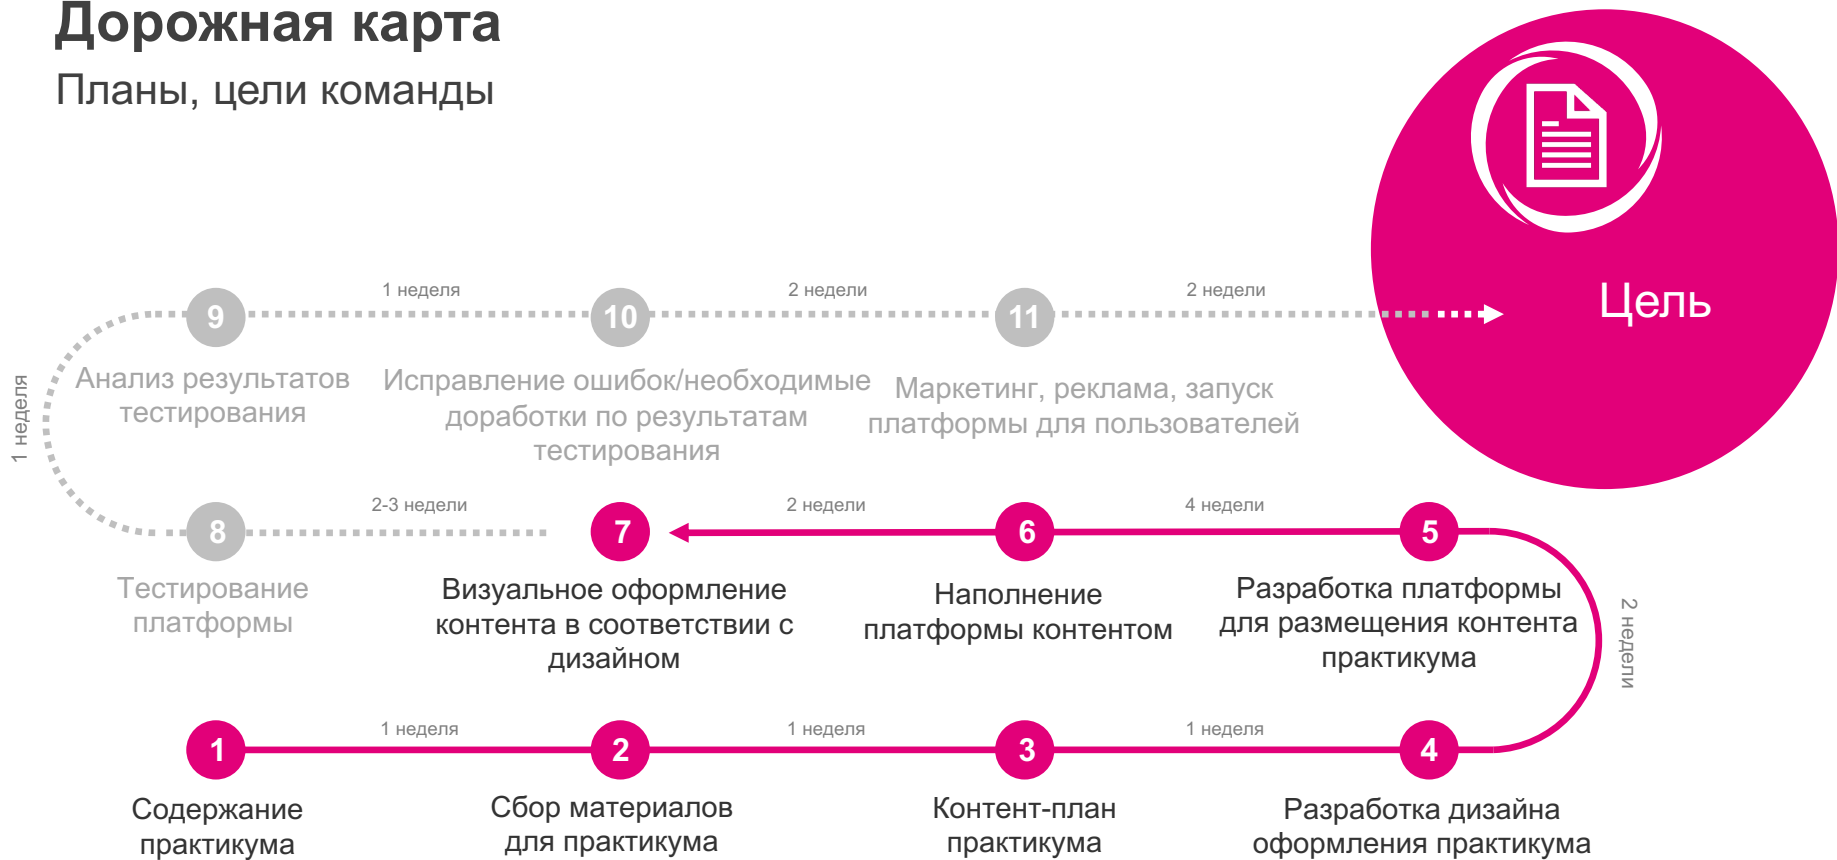 Дорожная карта
Планы, цели команды
Цель
1 неделя
2 недели
2 недели
9
10
11
Анализ результатов
тестирования
Исправление ошибок/необходимые
доработки по результатам
тестирования
Маркетинг, реклама, запуск
платформы для пользователей
1 неделя
2-3 недели
2 недели
4 недели
8
7
6
5
Тестирование
платформы
Визуальное оформление
контента в соответствии с
дизайном
Наполнение
платформы контентом
Разработка платформы
для размещения контента
практикума
2 недели
1 неделя
1 неделя
1 неделя
1
2
3
4
Содержание
практикума
Сбор материалов
для практикума
Контент-план
практикума
Разработка дизайна
оформления практикума